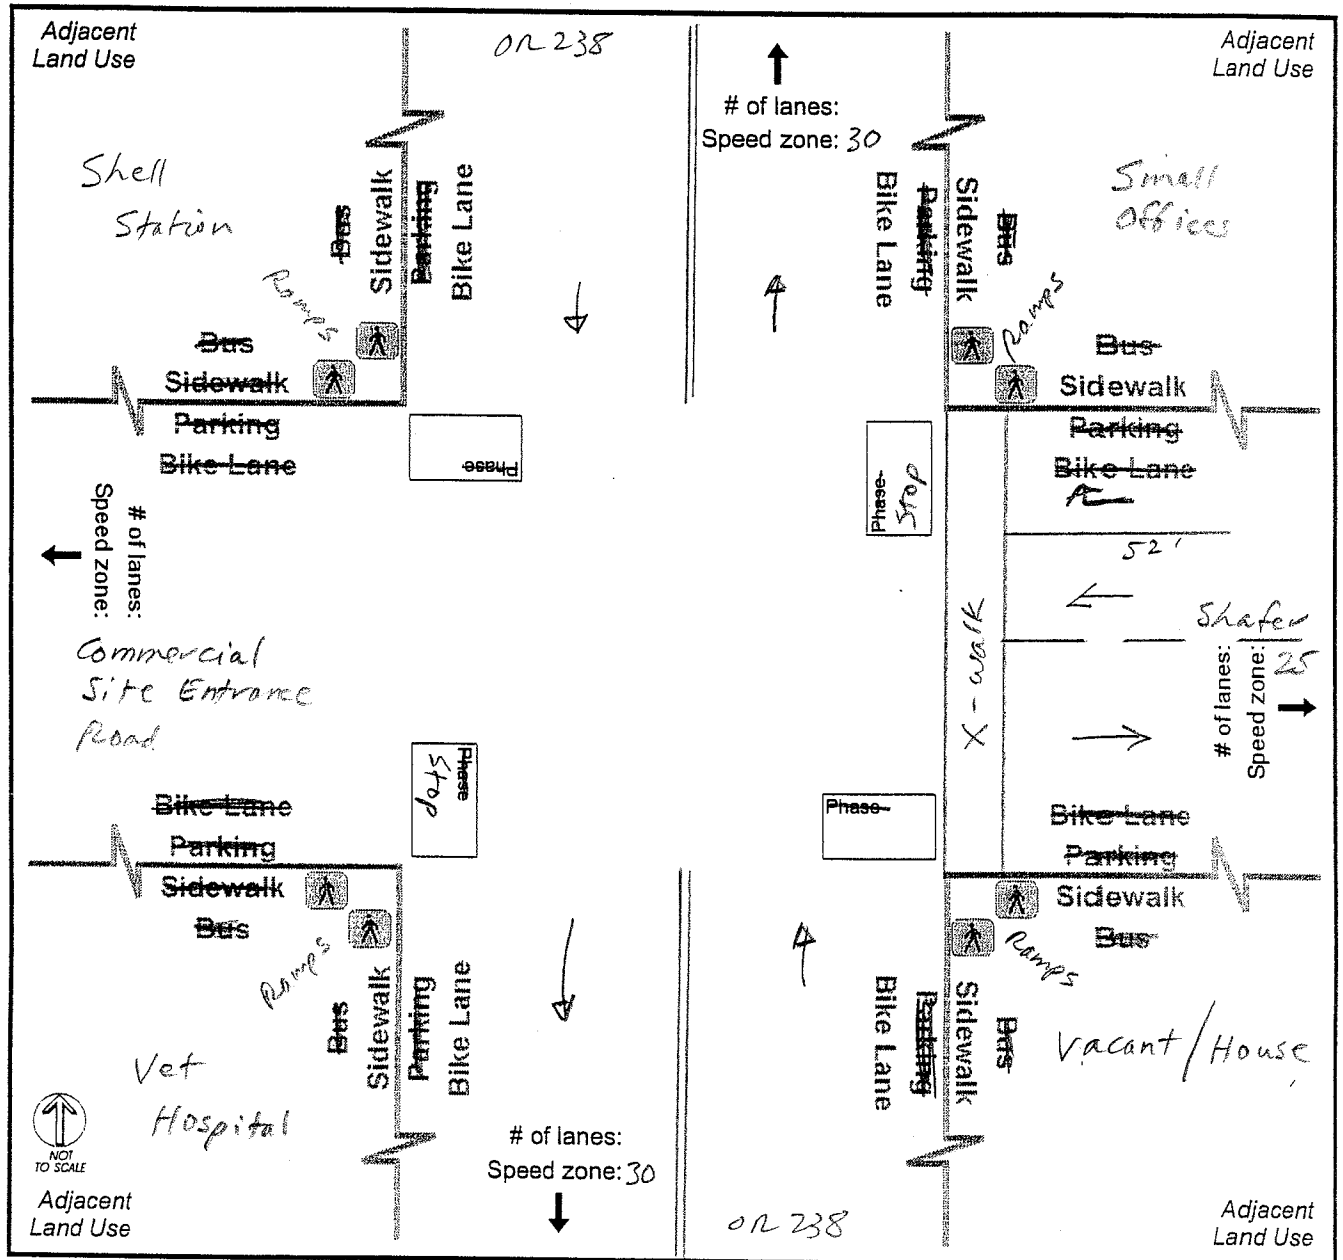 Adjacent
Land Use
OR 238
# of lanes:
Speed zone: 30
Adjacent
Land Use
Shell
Station
Bus
Sidewalk
Parking
Bike Lane
Ramps
Bus
Sidewalk
Parking
Bike Lane
Bike Lane
Parking
Sidewalk
Bus
Small
Offices
Ramps
Bus
Sidewalk
Parking
Bike Lane
Phase
Phase
Stop
52'
# of lanes:
Speed zone:
Commercial
Site Entrance
Road
X-walk
Shafer
# of lanes:
Speed zone: 25
Phase
Stop
Phase
Bike Lane
Parking
Sidewalk
Bus
Ramps
Bus
Sidewalk
Parking
Bike Lane
Bike Lane
Parking
Sidewalk
Bus
Ramps
Bike Lane
Parking
Sidewalk
Bus
Vet
Hospital
Vacant/House
NOT
TO SCALE
# of lanes:
Speed zone: 30
OR 238
Adjacent
Land Use
Adjacent
Land Use